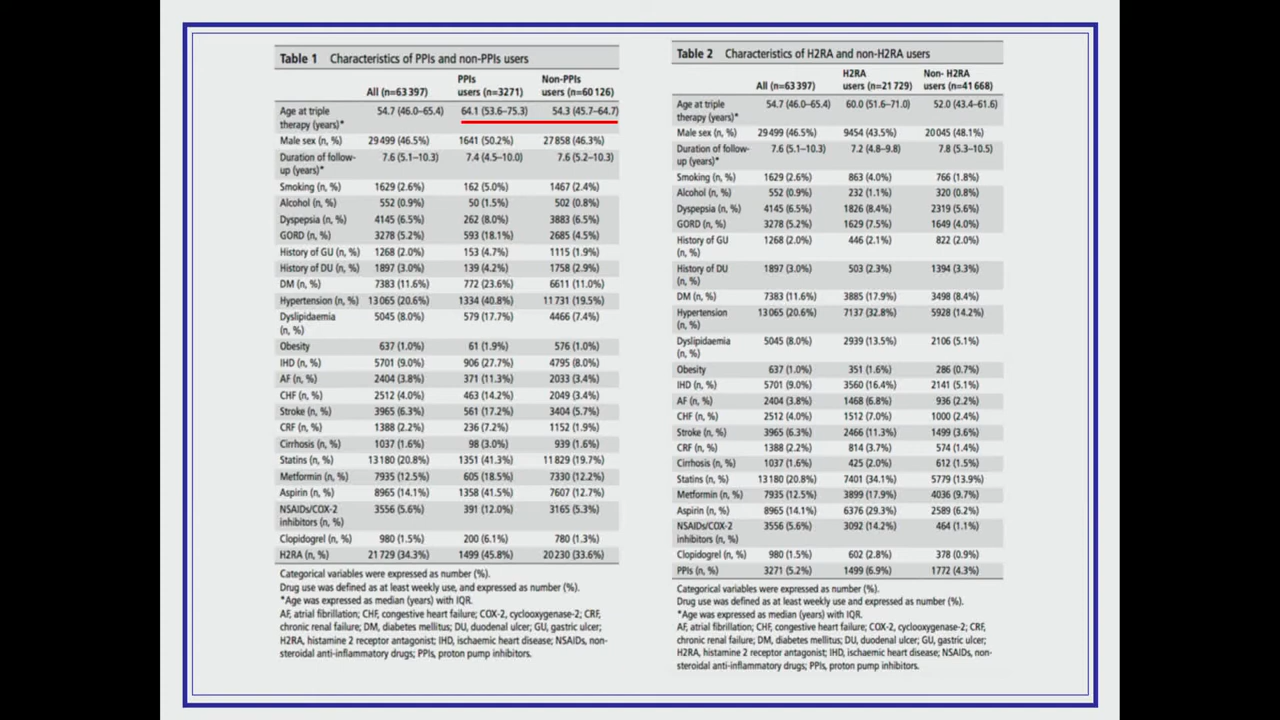 Table 1 Characteristics of PPIs and non-PPIs users
All (n=63 397) PPIs users (n=3271) Non-PPIs users (n=60 126)
Age at triple therapy (years)* 54.7 (46.0–65.4) 64.1 (53.6–75.3) 54.3 (45.7–64.7)
Male sex (n, %) 29 499 (46.5%) 1641 (50.2%) 27 858 (46.3%)
Duration of follow-up (years)* 7.6 (5.1–10.3) 7.4 (4.5–10.0) 7.6 (5.2–10.3)
Smoking (n, %) 1629 (2.6%) 162 (5.0%) 1467 (2.4%)
Alcohol (n, %) 552 (0.9%) 50 (1.5%) 502 (0.8%)
Dyspepsia (n, %) 4145 (6.5%) 262 (8.0%) 3883 (6.5%)
GORD (n, %) 3278 (5.2%) 593 (18.1%) 2685 (4.5%)
History of GU (n, %) 1268 (2.0%) 153 (4.7%) 1115 (1.9%)
History of DU (n, %) 1897 (3.0%) 139 (4.2%) 1758 (2.9%)
DM (n, %) 7383 (11.6%) 772 (23.6%) 6611 (11.0%)
Hypertension (n, %) 13 065 (20.6%) 1334 (40.8%) 11 731 (19.5%)
Dyslipidaemia (n, %) 5045 (8.0%) 579 (17.7%) 4466 (7.4%)
Obesity 637 (1.0%) 61 (1.9%) 576 (1.0%)
IHD (n, %) 5701 (9.0%) 906 (27.7%) 4795 (8.0%)
AF (n, %) 2404 (3.8%) 371 (11.3%) 2033 (3.4%)
CHF (n, %) 2512 (4.0%) 463 (14.2%) 2049 (3.4%)
Stroke (n, %) 3965 (6.3%) 561 (17.2%) 3404 (5.7%)
CRF (n, %) 1388 (2.2%) 236 (7.2%) 1152 (1.9%)
Cirrhosis (n, %) 1037 (1.6%) 98 (3.0%) 939 (1.6%)
Statins (n, %) 13 180 (20.8%) 1351 (41.3%) 11 829 (19.7%)
Metformin (n, %) 7935 (12.5%) 605 (18.5%) 7330 (12.2%)
Aspirin (n, %) 8965 (14.1%) 1358 (41.5%) 7607 (12.7%)
NSAIDs/COX-2 inhibitors (n, %) 3556 (5.6%) 391 (12.0%) 3165 (5.3%)
Clopidogrel (n, %) 980 (1.5%) 200 (6.1%) 780 (1.3%)
H2RA (n, %) 21 729 (34.3%) 1499 (45.8%) 20 230 (33.6%)
Categorical variables were expressed as number (%).
Drug use was defined as at least weekly use, and expressed as number (%).
*Age was expressed as median (years) with IQR.
AF, atrial fibrillation; CHF, congestive heart failure; COX-2, cyclooxygenase-2; CRF,
chronic renal failure; DM, diabetes mellitus; DU, duodenal ulcer; GU, gastric ulcer;
H2RA, histamine 2 receptor antagonist; IHD, ischaemic heart disease; NSAIDs, non-
steroidal anti-inflammatory drugs; PPIs, proton pump inhibitors.
Table 2 Characteristics of H2RA and non-H2RA users
All (n=63 397) H2RA users (n=21 729) Non- H2RA users (n=41 668)
Age at triple therapy (years)* 54.7 (46.0–65.4) 60.0 (51.6–71.0) 52.0 (43.4–61.6)
Male sex (n, %) 29 499 (46.5%) 9454 (43.5%) 20 045 (48.1%)
Duration of follow-up (years)* 7.6 (5.1–10.3) 7.2 (4.8–9.8) 7.8 (5.3–10.5)
Smoking (n, %) 1629 (2.6%) 863 (4.0%) 766 (1.8%)
Alcohol (n, %) 552 (0.9%) 232 (1.1%) 320 (0.8%)
Dyspepsia (n, %) 4145 (6.5%) 1826 (8.4%) 2319 (5.6%)
GORD (n, %) 3278 (5.2%) 1629 (7.5%) 1649 (4.0%)
History of GU (n, %) 1268 (2.0%) 446 (2.1%) 822 (2.0%)
History of DU (n, %) 1897 (3.0%) 503 (2.3%) 1394 (3.3%)
DM (n, %) 7383 (11.6%) 3885 (17.9%) 3498 (8.4%)
Hypertension (n, %) 13 065 (20.6%) 7137 (32.8%) 5928 (14.2%)
Dyslipidaemia (n, %) 5045 (8.0%) 2939 (13.5%) 2106 (5.1%)
Obesity 637 (1.0%) 351 (1.6%) 286 (0.7%)
IHD (n, %) 5701 (9.0%) 3560 (16.4%) 2141 (5.1%)
AF (n, %) 2404 (3.8%) 1468 (6.8%) 936 (2.2%)
CHF (n, %) 2512 (4.0%) 1512 (7.0%) 1000 (2.4%)
Stroke (n, %) 3965 (6.3%) 2466 (11.3%) 1499 (3.6%)
CRF (n, %) 1388 (2.2%) 814 (3.7%) 574 (1.4%)
Cirrhosis (n, %) 1037 (1.6%) 425 (2.0%) 612 (1.5%)
Statins (n, %) 13 180 (20.8%) 7401 (34.1%) 5779 (13.9%)
Metformin (n, %) 7935 (12.5%) 3899 (17.9%) 4036 (9.7%)
Aspirin (n, %) 8965 (14.1%) 6376 (29.3%) 2589 (6.2%)
NSAIDs/COX-2 inhibitors (n, %) 3556 (5.6%) 3092 (14.2%) 464 (1.1%)
Clopidogrel (n, %) 980 (1.5%) 602 (2.8%) 378 (0.9%)
PPIs (n, %) 3271 (5.2%) 1499 (6.9%) 1772 (4.3%)
Categorical variables were expressed as number (%).
Drug use was defined as at least weekly use and expressed as number (%).
*Age was expressed as median (years) with IQR.
AF, atrial fibrillation; CHF, congestive heart failure; COX-2, cyclooxygenase-2; CRF,
chronic renal failure; DM, diabetes mellitus; DU, duodenal ulcer; GU, gastric ulcer;
H2RA, histamine 2 receptor antagonist; IHD, ischaemic heart disease; NSAIDs, non-
steroidal anti-inflammatory drugs; PPIs, proton pump inhibitors.